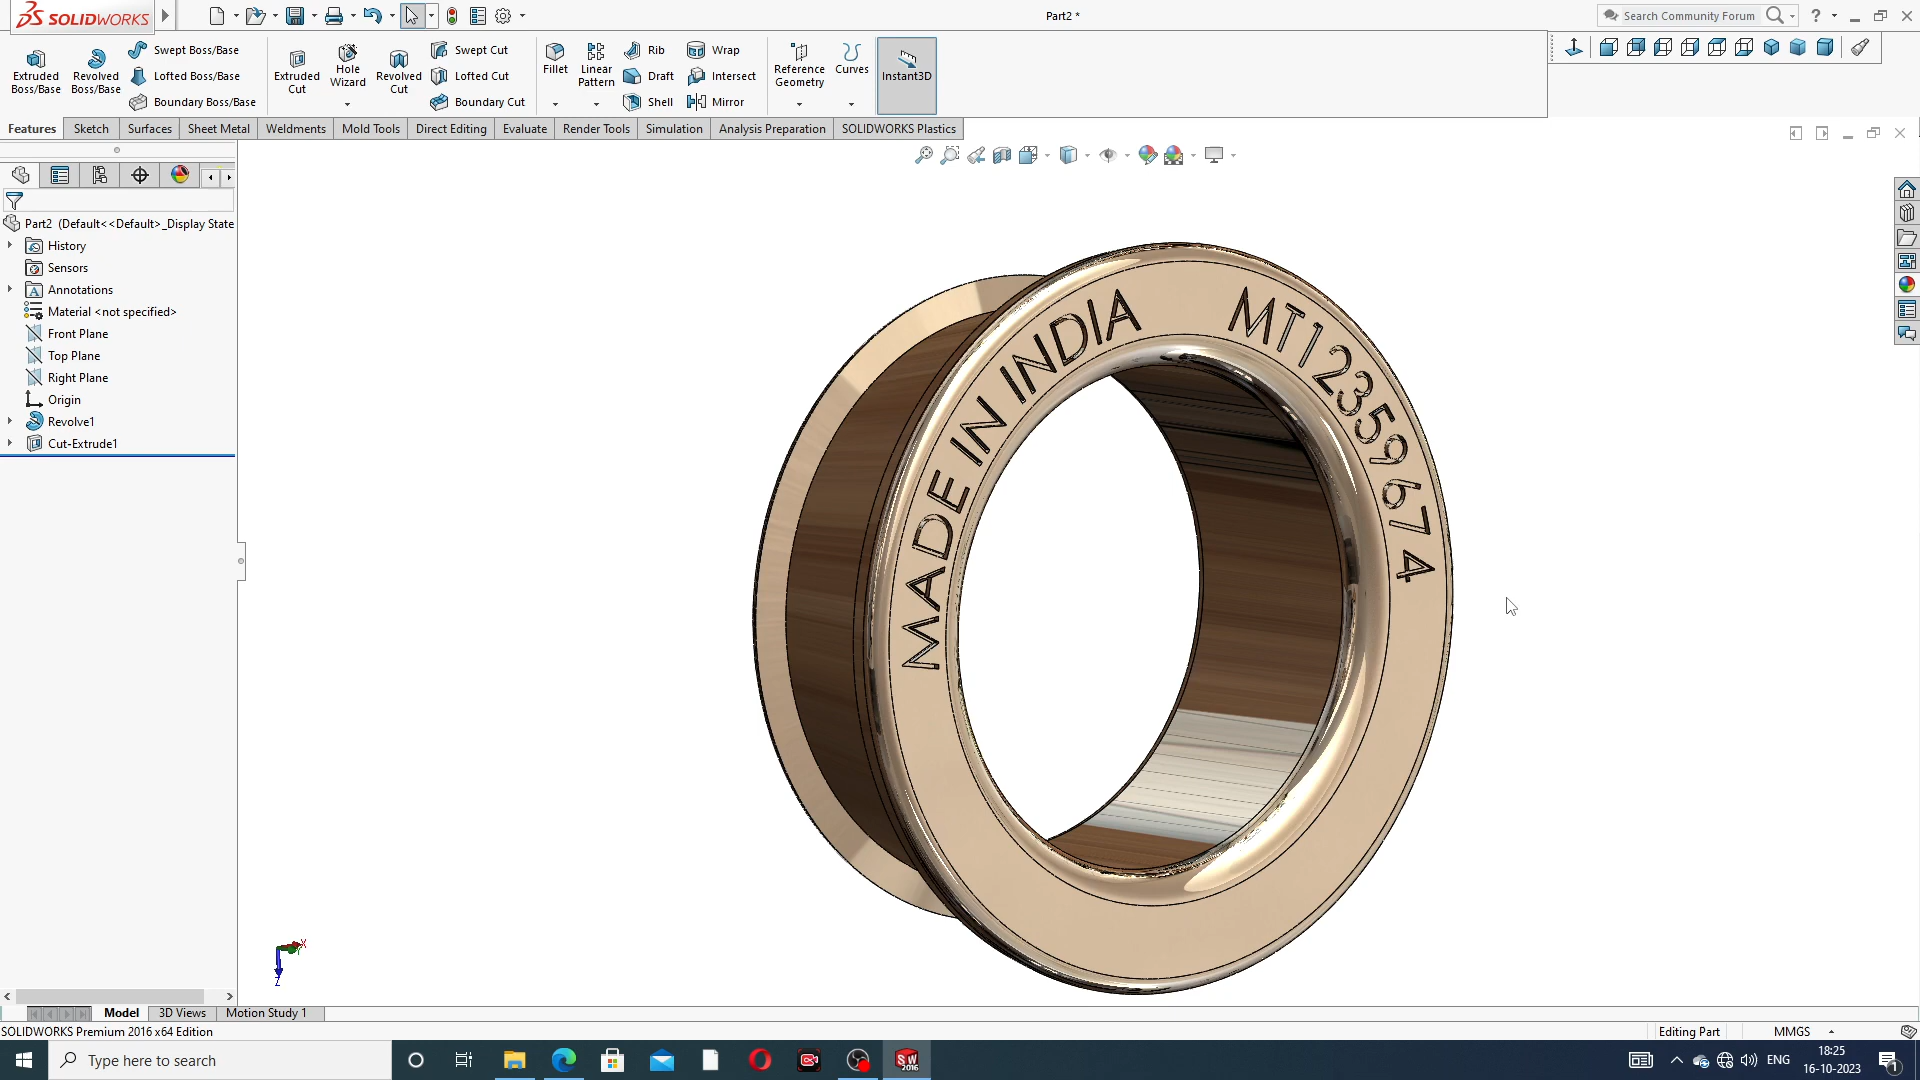 SOLIDWORKS
Part2 *
Search Community Forum
Extruded Boss/Base
Revolved Boss/Base
Swept Boss/Base
Lofted Boss/Base
Boundary Boss/Base
Extruded Cut
Hole Wizard
Revolved Cut
Swept Cut
Lofted Cut
Boundary Cut
Fillet
Linear Pattern
Rib
Draft
Shell
Wrap
Intersect
Mirror
Reference Geometry
Curves
Instant3D
Features
Sketch
Surfaces
Sheet Metal
Weldments
Mold Tools
Direct Editing
Evaluate
Render Tools
Simulation
Analysis Preparation
SOLIDWORKS Plastics
Part2 (Default<<Default>_Display State
History
Sensors
Annotations
Material <not specified>
Front Plane
Top Plane
Right Plane
Origin
Revolve1
Cut-Extrude1
MADE IN INDIA
MT12359674
X
Z
Model
3D Views
Motion Study 1
SOLIDWORKS Premium 2016 x64 Edition
Editing Part
MMGS
Type here to search
SW 2016
ENG
18:25
16-10-2023
1